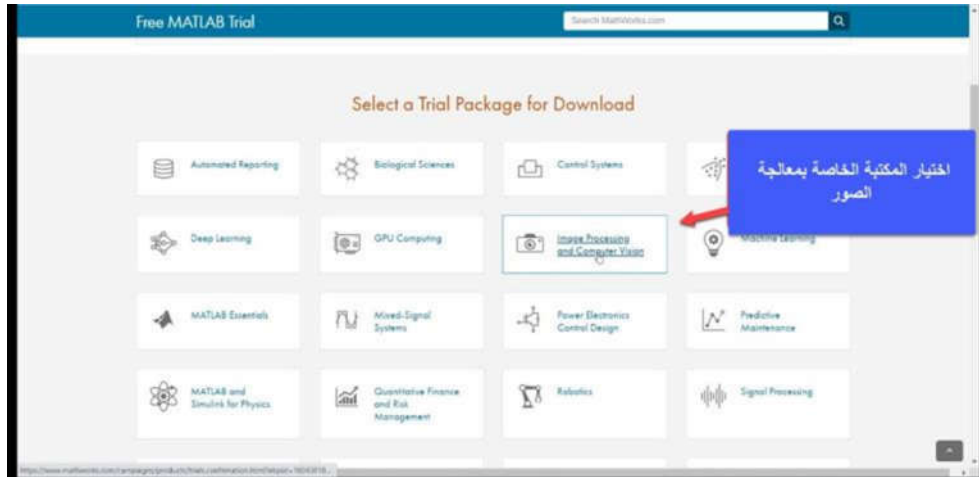 Free MATLAB Trial
Search MathWorks.com
Select a Trial Package for Download
Automated Reporting
Biological Sciences
Control Systems
اختيار المكتبة الخاصة بمعالجة
الصور
Deep Learning
GPU Computing
Image Processing
and Computer Vision
Machine Learning
MATLAB Essentials
Mixed-Signal
Systems
Power Electronics
Control Design
Predictive
Maintenance
MATLAB and
Simulink for Physics
Quantitative Finance
and Risk
Management
Robotics
Signal Processing